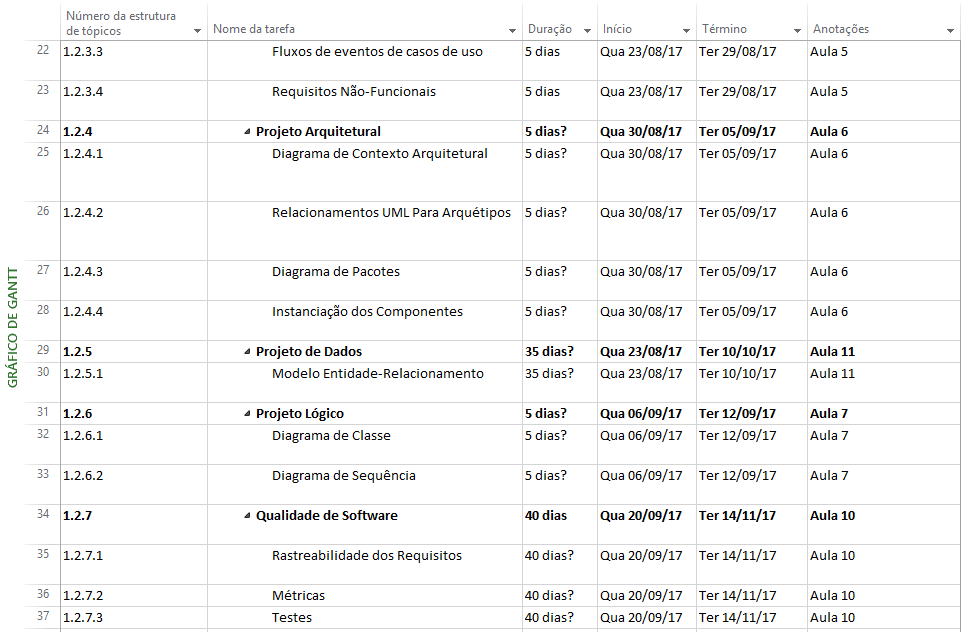 Número da estrutura de tópicos Nome da tarefa Duração Início Término Anotações
22 1.2.3.3 Fluxos de eventos de casos de uso 5 dias Qua 23/08/17 Ter 29/08/17 Aula 5
23 1.2.3.4 Requisitos Não-Funcionais 5 dias Qua 23/08/17 Ter 29/08/17 Aula 5
24 1.2.4 Projeto Arquitetural 5 dias? Qua 30/08/17 Ter 05/09/17 Aula 6
25 1.2.4.1 Diagrama de Contexto Arquitetural 5 dias? Qua 30/08/17 Ter 05/09/17 Aula 6
26 1.2.4.2 Relacionamentos UML Para Arquétipos 5 dias? Qua 30/08/17 Ter 05/09/17 Aula 6
27 1.2.4.3 Diagrama de Pacotes 5 dias? Qua 30/08/17 Ter 05/09/17 Aula 6
28 1.2.4.4 Instanciação dos Componentes 5 dias? Qua 30/08/17 Ter 05/09/17 Aula 6
29 1.2.5 Projeto de Dados 35 dias? Qua 23/08/17 Ter 10/10/17 Aula 11
30 1.2.5.1 Modelo Entidade-Relacionamento 35 dias? Qua 23/08/17 Ter 10/10/17 Aula 11
31 1.2.6 Projeto Lógico 5 dias? Qua 06/09/17 Ter 12/09/17 Aula 7
32 1.2.6.1 Diagrama de Classe 5 dias? Qua 06/09/17 Ter 12/09/17 Aula 7
33 1.2.6.2 Diagrama de Sequência 5 dias? Qua 06/09/17 Ter 12/09/17 Aula 7
34 1.2.7 Qualidade de Software 40 dias Qua 20/09/17 Ter 14/11/17 Aula 10
35 1.2.7.1 Rastreabilidade dos Requisitos 40 dias? Qua 20/09/17 Ter 14/11/17 Aula 10
36 1.2.7.2 Métricas 40 dias? Qua 20/09/17 Ter 14/11/17 Aula 10
37 1.2.7.3 Testes 40 dias? Qua 20/09/17 Ter 14/11/17 Aula 10
GRÁFICO DE GANTT